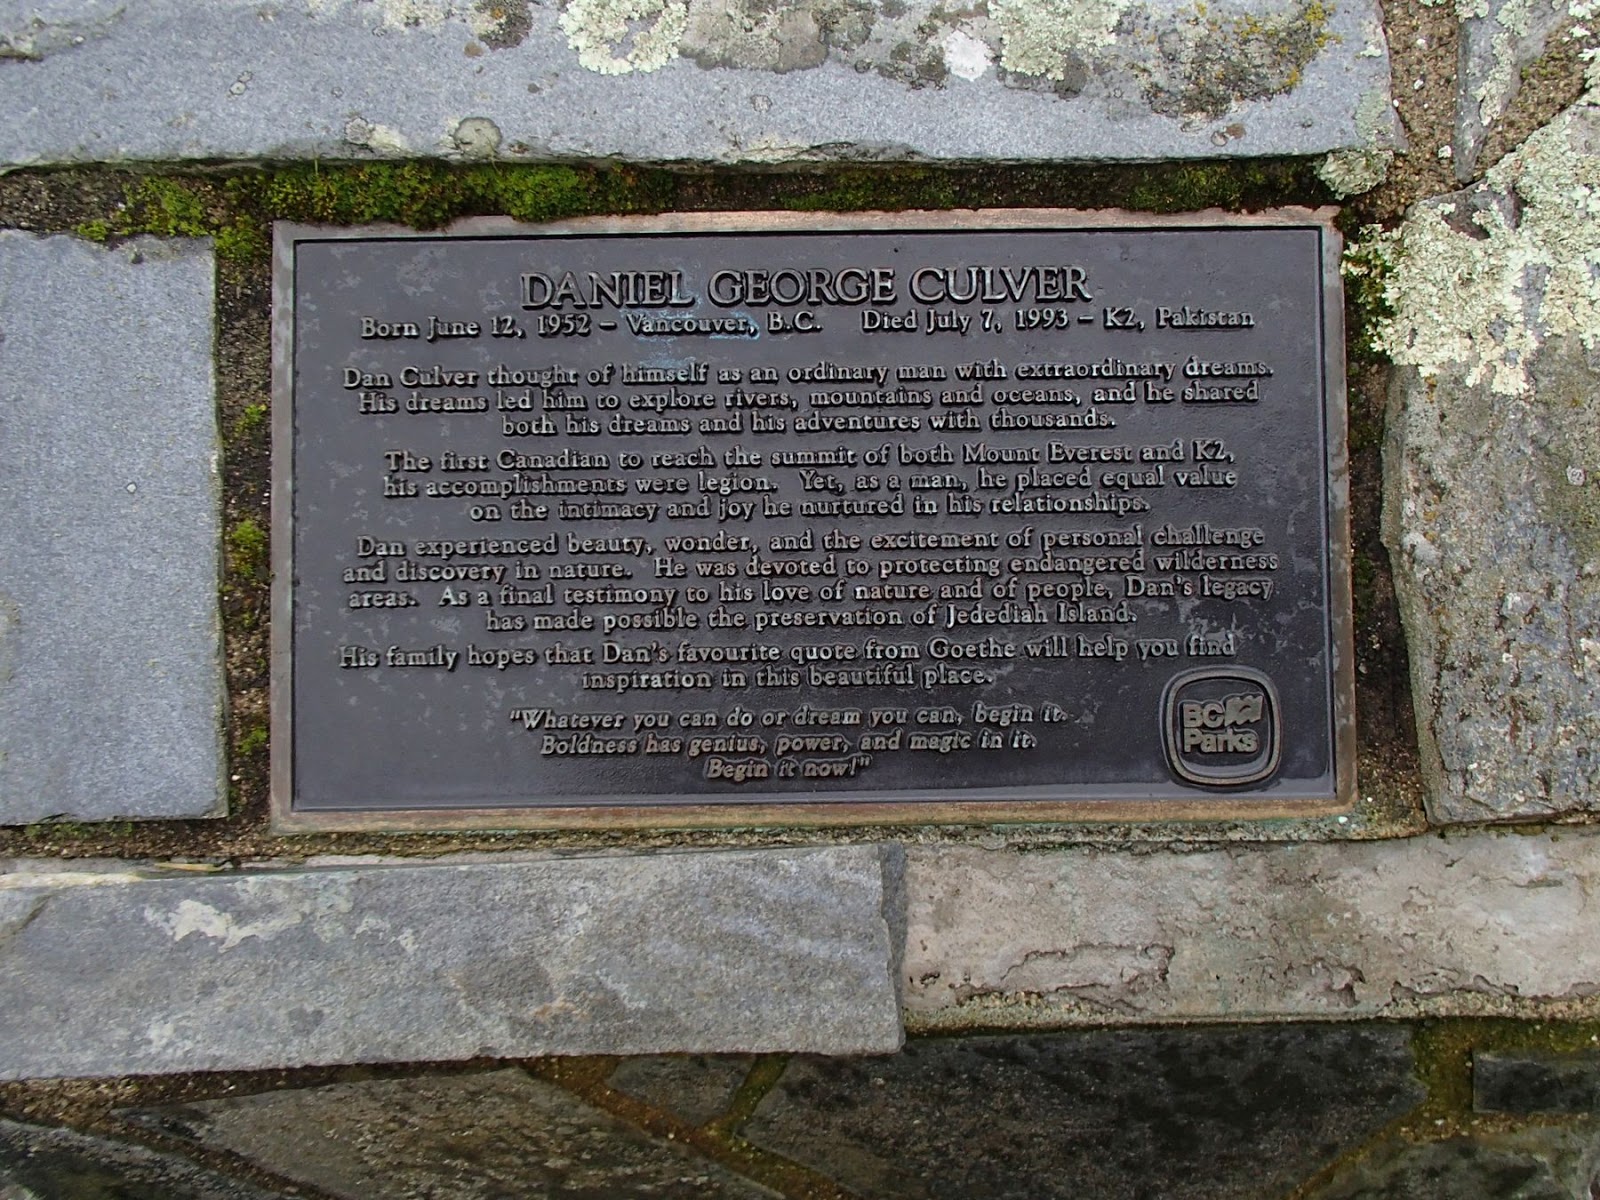 DANIEL GEORGE CULVER
Born June 12, 1952 – Vancouver, B.C. Died July 7, 1993 – K2, Pakistan
Dan Culver thought of himself as an ordinary man with extraordinary dreams.
His dreams led him to explore rivers, mountains and oceans, and he shared
both his dreams and his adventures with thousands.
The first Canadian to reach the summit of both Mount Everest and K2,
his accomplishments were legion. Yet, as a man, he placed equal value
on the intimacy and joy he nurtured in his relationships.
Dan experienced beauty, wonder, and the excitement of personal challenge
and discovery in nature. He was devoted to protecting endangered wilderness
areas. As a final testimony to his love of nature and of people, Dan's legacy
has made possible the preservation of Jedediah Island.
His family hopes that Dan's favourite quote from Goethe will help you find
inspiration in this beautiful place.
"Whatever you can do or dream you can, begin it.
Boldness has genius, power, and magic in it.
Begin it now!"
BC
Parks